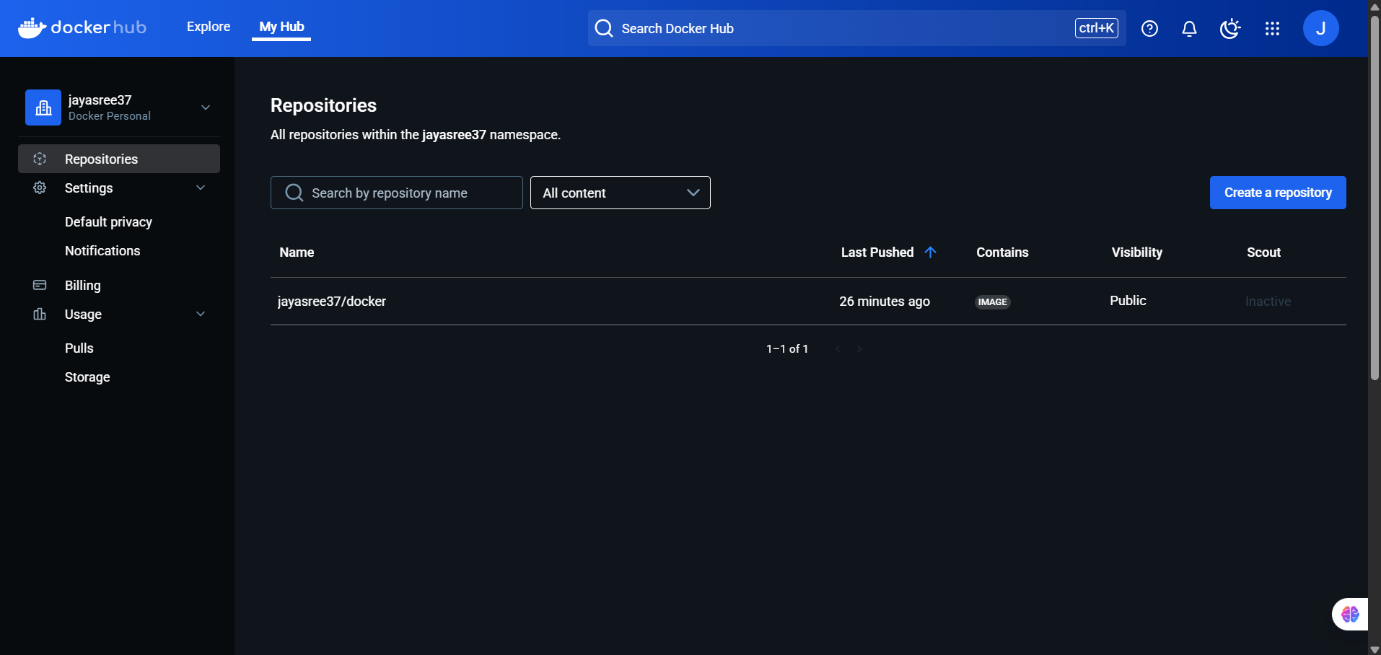 dockerhub Explore My Hub Search Docker Hub ctrl+K J
jayasree37
Docker Personal
Repositories
Settings
Default privacy
Notifications
Billing
Usage
Pulls
Storage
Repositories
All repositories within the jayasree37 namespace.
Search by repository name All content Create a repository
Name Last Pushed Contains Visibility Scout
jayasree37/docker 26 minutes ago IMAGE Public Inactive
1–1 of 1